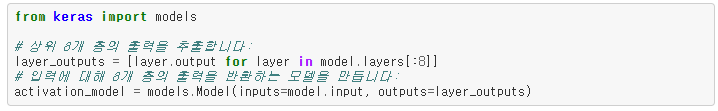 from keras import models
# 상위 8개 층의 출력을 추출합니다:
layer_outputs = [layer.output for layer in model.layers[:8]]
# 입력에 대해 8개 층의 출력을 반환하는 모델을 만듭니다:
activation_model = models.Model(inputs=model.input, outputs=layer_outputs)